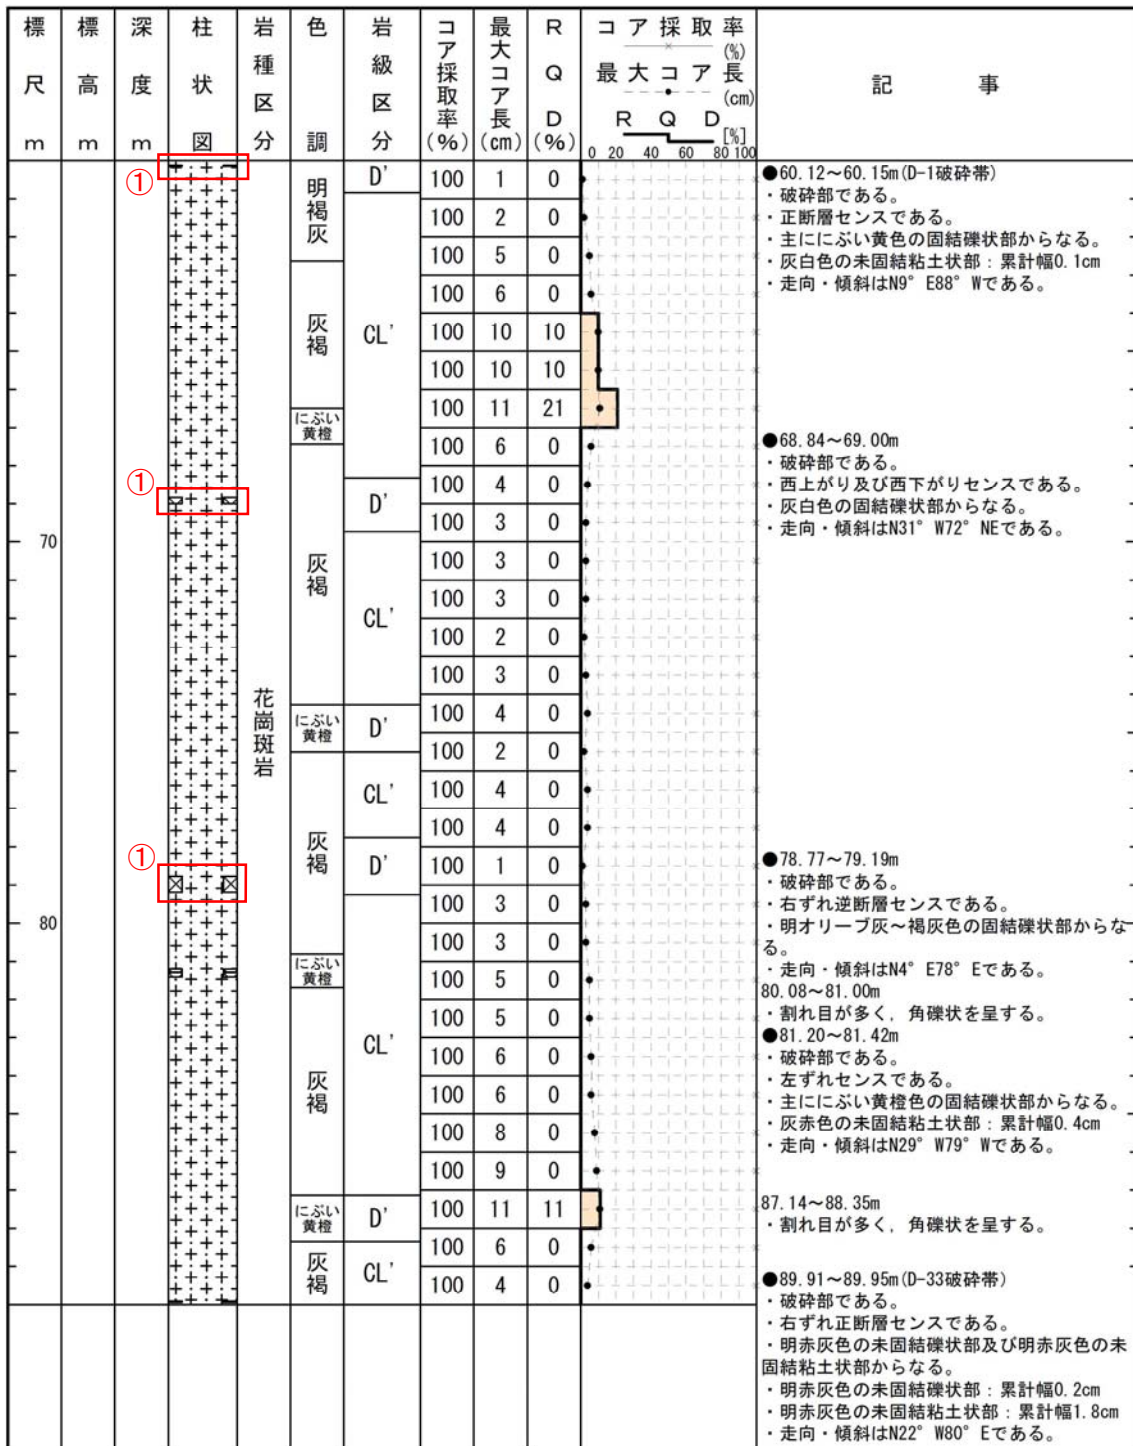 標尺m
標高m
深度m
柱状図
岩種区分
色調
岩級区分
コア採取率(%)
最大コア長(cm)
RQD(%)
コア採取率(%)
最大コア長(cm)
RQD[%]
0 20 40 60 80 100
記事
①
①
①
70
80
花崗斑岩
明褐灰
灰褐
にぶい黄橙
灰褐
にぶい黄橙
灰褐
にぶい黄橙
灰褐
にぶい黄橙
灰褐
D'
CL'
D'
CL'
D'
CL'
D'
CL'
D'
CL'
100 1 0
100 2 0
100 5 0
100 6 0
100 10 10
100 10 10
100 11 21
100 6 0
100 4 0
100 3 0
100 3 0
100 3 0
100 2 0
100 3 0
100 4 0
100 2 0
100 4 0
100 4 0
100 1 0
100 3 0
100 3 0
100 5 0
100 5 0
100 6 0
100 6 0
100 8 0
100 9 0
100 11 11
100 6 0
100 4 0
●60.12～60.15m(D-1破砕帯)
・破砕部である。
・正断層センスである。
・主ににぶい黄色の固結礫状部からなる。
・灰白色の未固結粘土状部：累計幅0.1cm
・走向・傾斜はN9°E88°Wである。
●68.84～69.00m
・破砕部である。
・西上がり及び西下がりセンスである。
・灰白色の固結礫状部からなる。
・走向・傾斜はN31°W72°NEである。
●78.77～79.19m
・破砕部である。
・右ずれ逆断層センスである。
・明オリーブ灰～褐灰色の固結礫状部からな
る。
・走向・傾斜はN4°E78°Eである。
80.08～81.00m
・割れ目が多く，角礫状を呈する。
●81.20～81.42m
・破砕部である。
・左ずれセンスである。
・主ににぶい黄橙色の固結礫状部からなる。
・灰赤色の未固結粘土状部：累計幅0.4cm
・走向・傾斜はN29°W79°Wである。
87.14～88.35m
・割れ目が多く，角礫状を呈する。
●89.91～89.95m(D-33破砕帯)
・破砕部である。
・右ずれ正断層センスである。
・明赤灰色の未固結礫状部及び明赤灰色の未
固結粘土状部からなる。
・明赤灰色の未固結礫状部：累計幅0.2cm
・明赤灰色の未固結粘土状部：累計幅1.8cm
・走向・傾斜はN22°W80°Eである。